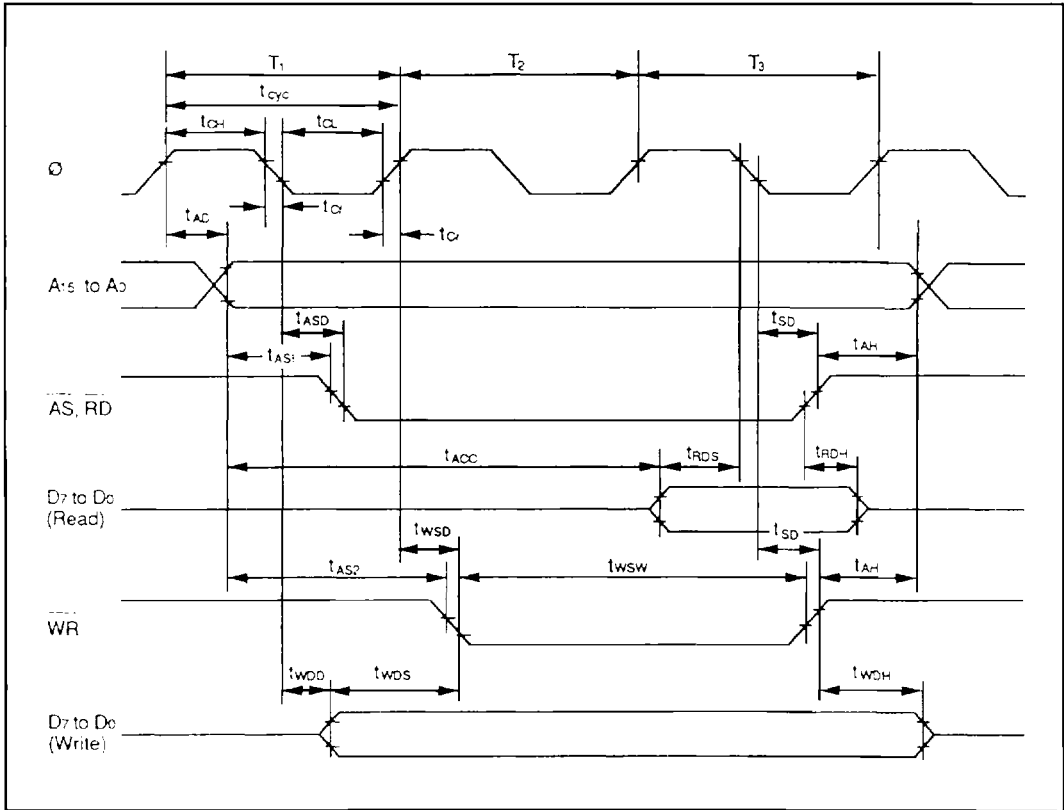 T₁ T₂ T₃
tcyc
tCH tCL
Ø
tCf
tAD
tCr
A₁₅ to A₀
tASD tSD
tAS1 tAH
AS, RD
tACC tRDS tRDH
D₇ to D₀
(Read)
tWSD tSD
tAS2 tWSW tAH
WR
tWDD tWDS tWDH
D₇ to D₀
(Write)